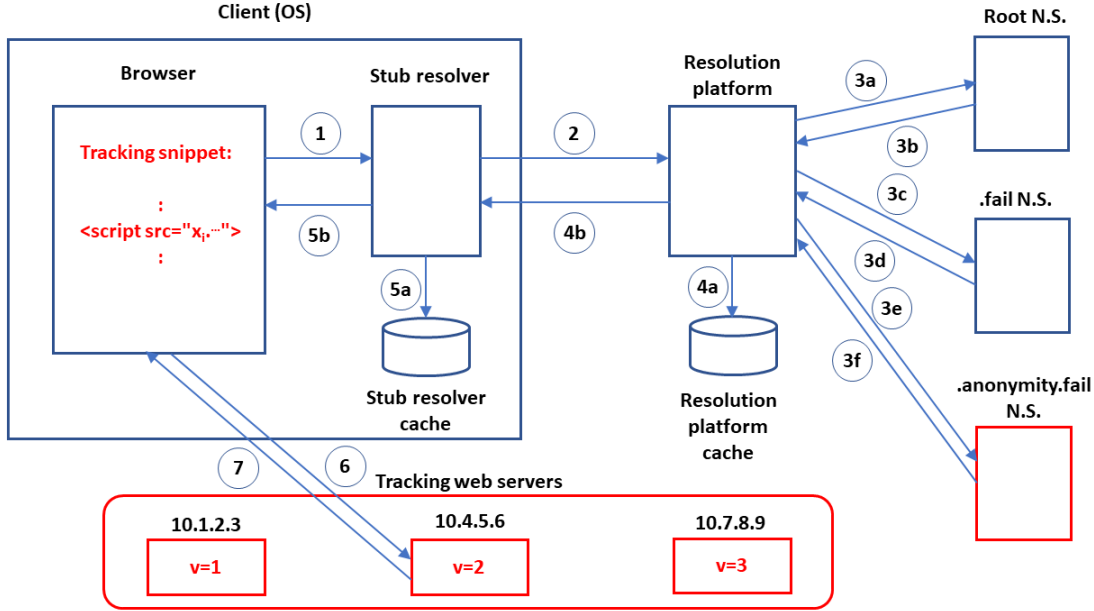 Client (OS)
Root N.S.
Browser
Stub resolver
Resolution
platform
3a
1
2
3b
Tracking snippet:
:
<script src="xᵢ.…">
:
5b
4b
3c
.fail N.S.
3d
5a
4a
3e
3f
Stub resolver
cache
Resolution
platform
cache
.anonymity.fail
N.S.
7
6
Tracking web servers
10.1.2.3
10.4.5.6
10.7.8.9
v=1
v=2
v=3